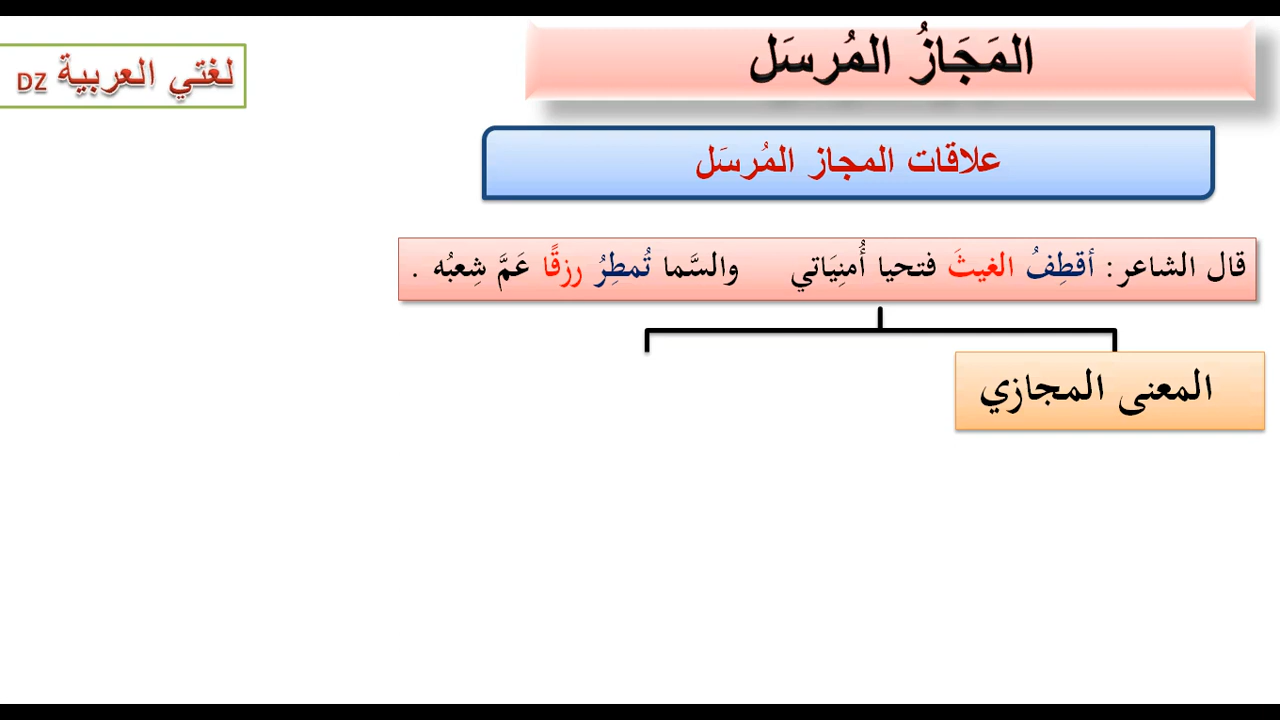 المَجَازُ المُرسَل
لغتي العربية DZ
علاقات المجاز المُرسَل
قال الشاعر : أقطِفُ الغيثَ فتحيا أُمنِيَاتي والسَّما تُمطِرُ رزقًا عَمَّ شِعبُه .
المعنى المجازي